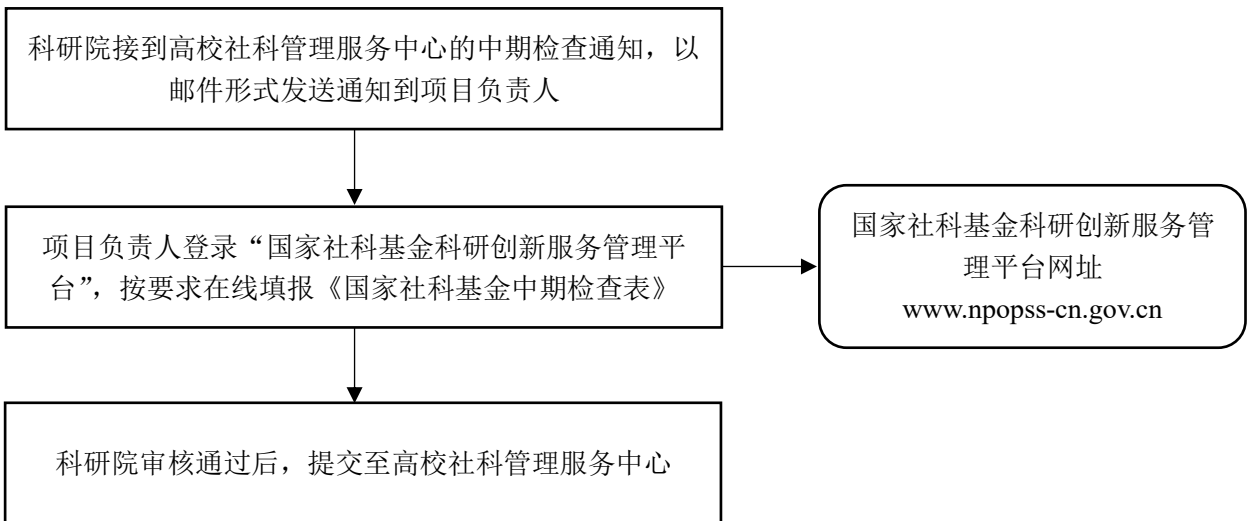 科研院接到高校社科管理服务中心的中期检查通知，以
邮件形式发送通知到项目负责人
项目负责人登录“国家社科基金科研创新服务管理平
台”，按要求在线填报《国家社科基金中期检查表》
国家社科基金科研创新服务管
理平台网址
www.npopss-cn.gov.cn
科研院审核通过后，提交至高校社科管理服务中心